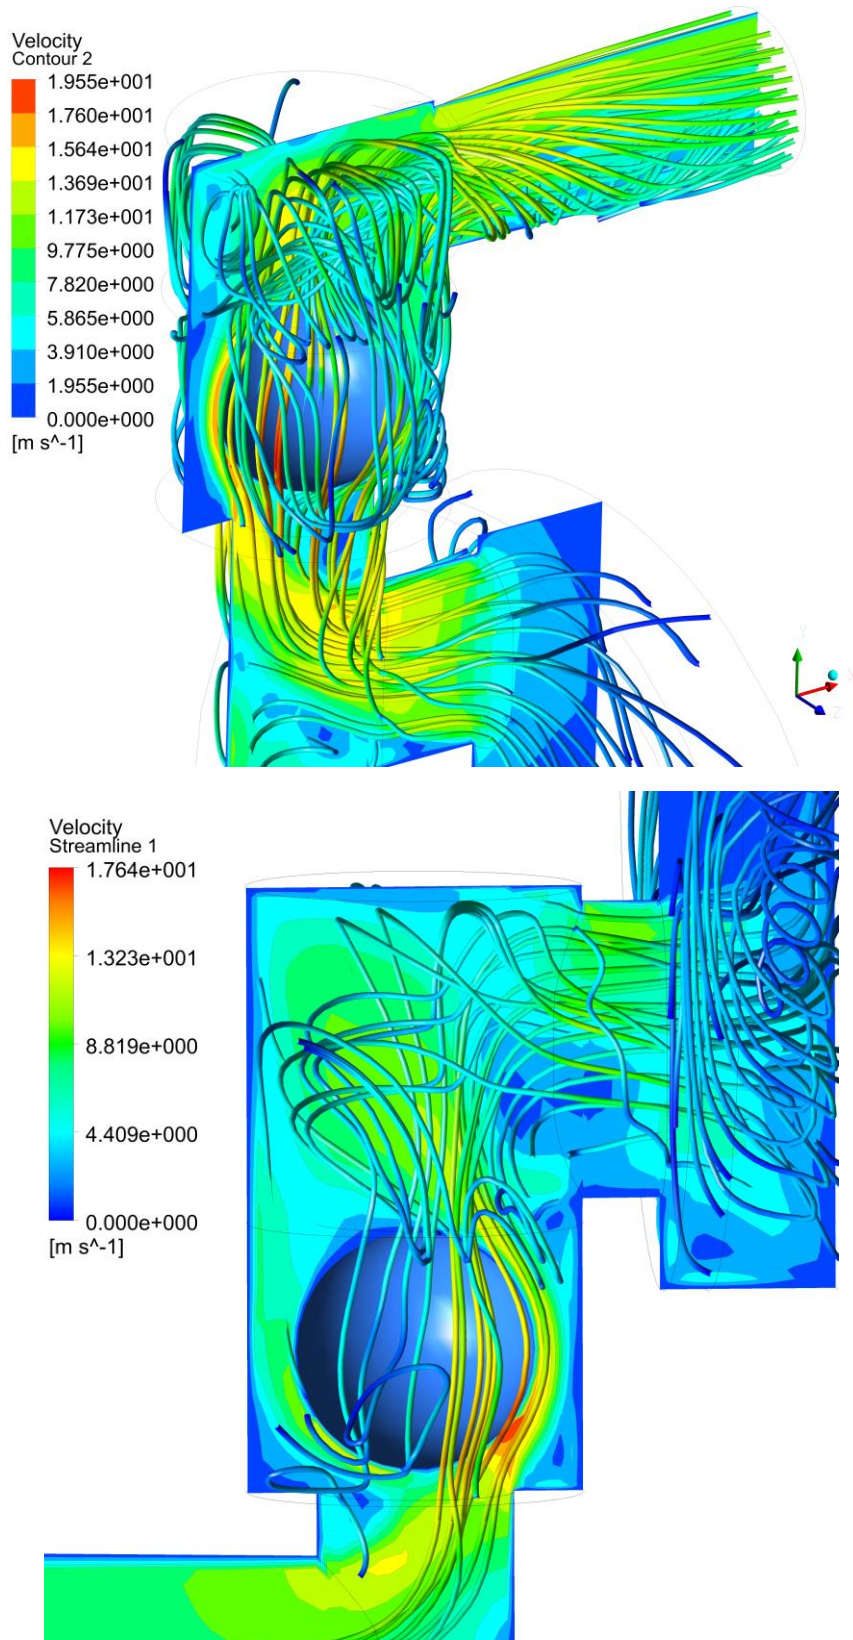 Velocity
Contour 2
1.955e+001
1.760e+001
1.564e+001
1.369e+001
1.173e+001
9.775e+000
7.820e+000
5.865e+000
3.910e+000
1.955e+000
0.000e+000
[m s^-1]
Y
X
Z
Velocity
Streamline 1
1.764e+001
1.323e+001
8.819e+000
4.409e+000
0.000e+000
[m s^-1]